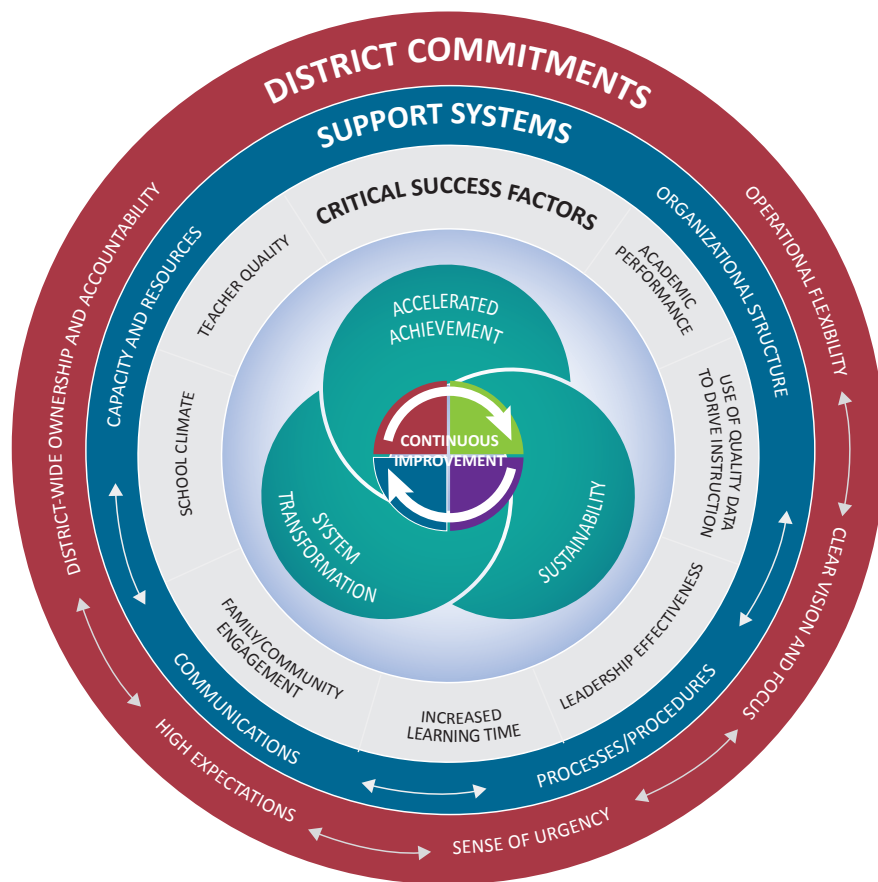 DISTRICT COMMITMENTS
OPERATIONAL FLEXIBILITY
CLEAR VISION AND FOCUS
SENSE OF URGENCY
HIGH EXPECTATIONS
DISTRICT-WIDE OWNERSHIP AND ACCOUNTABILITY
SUPPORT SYSTEMS
ORGANIZATIONAL STRUCTURE
PROCESSES/PROCEDURES
COMMUNICATIONS
CAPACITY AND RESOURCES
CRITICAL SUCCESS FACTORS
ACADEMIC
PERFORMANCE
USE OF QUALITY DATA
TO DRIVE INSTRUCTION
LEADERSHIP EFFECTIVENESS
INCREASED
LEARNING TIME
FAMILY/COMMUNITY
ENGAGEMENT
SCHOOL CLIMATE
TEACHER QUALITY
ACCELERATED
ACHIEVEMENT
SUSTAINABILITY
SYSTEM
TRANSFORMATION
CONTINUOUS
IMPROVEMENT